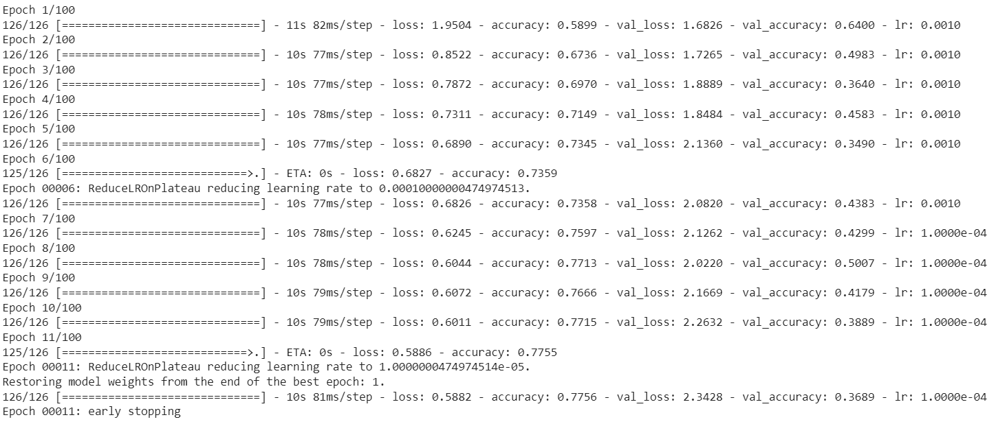 Epoch 1/100
126/126 [==============================] - 11s 82ms/step - loss: 1.9504 - accuracy: 0.5899 - val_loss: 1.6826 - val_accuracy: 0.6400 - lr: 0.0010
Epoch 2/100
126/126 [==============================] - 10s 77ms/step - loss: 0.8522 - accuracy: 0.6736 - val_loss: 1.7265 - val_accuracy: 0.4983 - lr: 0.0010
Epoch 3/100
126/126 [==============================] - 10s 77ms/step - loss: 0.7872 - accuracy: 0.6970 - val_loss: 1.8889 - val_accuracy: 0.3640 - lr: 0.0010
Epoch 4/100
126/126 [==============================] - 10s 78ms/step - loss: 0.7311 - accuracy: 0.7149 - val_loss: 1.8484 - val_accuracy: 0.4583 - lr: 0.0010
Epoch 5/100
126/126 [==============================] - 10s 77ms/step - loss: 0.6890 - accuracy: 0.7345 - val_loss: 2.1360 - val_accuracy: 0.3490 - lr: 0.0010
Epoch 6/100
125/126 [============================>.] - ETA: 0s - loss: 0.6827 - accuracy: 0.7359
Epoch 00006: ReduceLROnPlateau reducing learning rate to 0.00010000000474974513.
126/126 [==============================] - 10s 77ms/step - loss: 0.6826 - accuracy: 0.7358 - val_loss: 2.0820 - val_accuracy: 0.4383 - lr: 0.0010
Epoch 7/100
126/126 [==============================] - 10s 78ms/step - loss: 0.6245 - accuracy: 0.7597 - val_loss: 2.1262 - val_accuracy: 0.4299 - lr: 1.0000e-04
Epoch 8/100
126/126 [==============================] - 10s 78ms/step - loss: 0.6044 - accuracy: 0.7713 - val_loss: 2.0220 - val_accuracy: 0.5007 - lr: 1.0000e-04
Epoch 9/100
126/126 [==============================] - 10s 79ms/step - loss: 0.6072 - accuracy: 0.7666 - val_loss: 2.1669 - val_accuracy: 0.4179 - lr: 1.0000e-04
Epoch 10/100
126/126 [==============================] - 10s 79ms/step - loss: 0.6011 - accuracy: 0.7715 - val_loss: 2.2632 - val_accuracy: 0.3889 - lr: 1.0000e-04
Epoch 11/100
125/126 [============================>.] - ETA: 0s - loss: 0.5886 - accuracy: 0.7755
Epoch 00011: ReduceLROnPlateau reducing learning rate to 1.0000000474974514e-05.
Restoring model weights from the end of the best epoch: 1.
126/126 [==============================] - 10s 81ms/step - loss: 0.5882 - accuracy: 0.7756 - val_loss: 2.3428 - val_accuracy: 0.3689 - lr: 1.0000e-04
Epoch 00011: early stopping